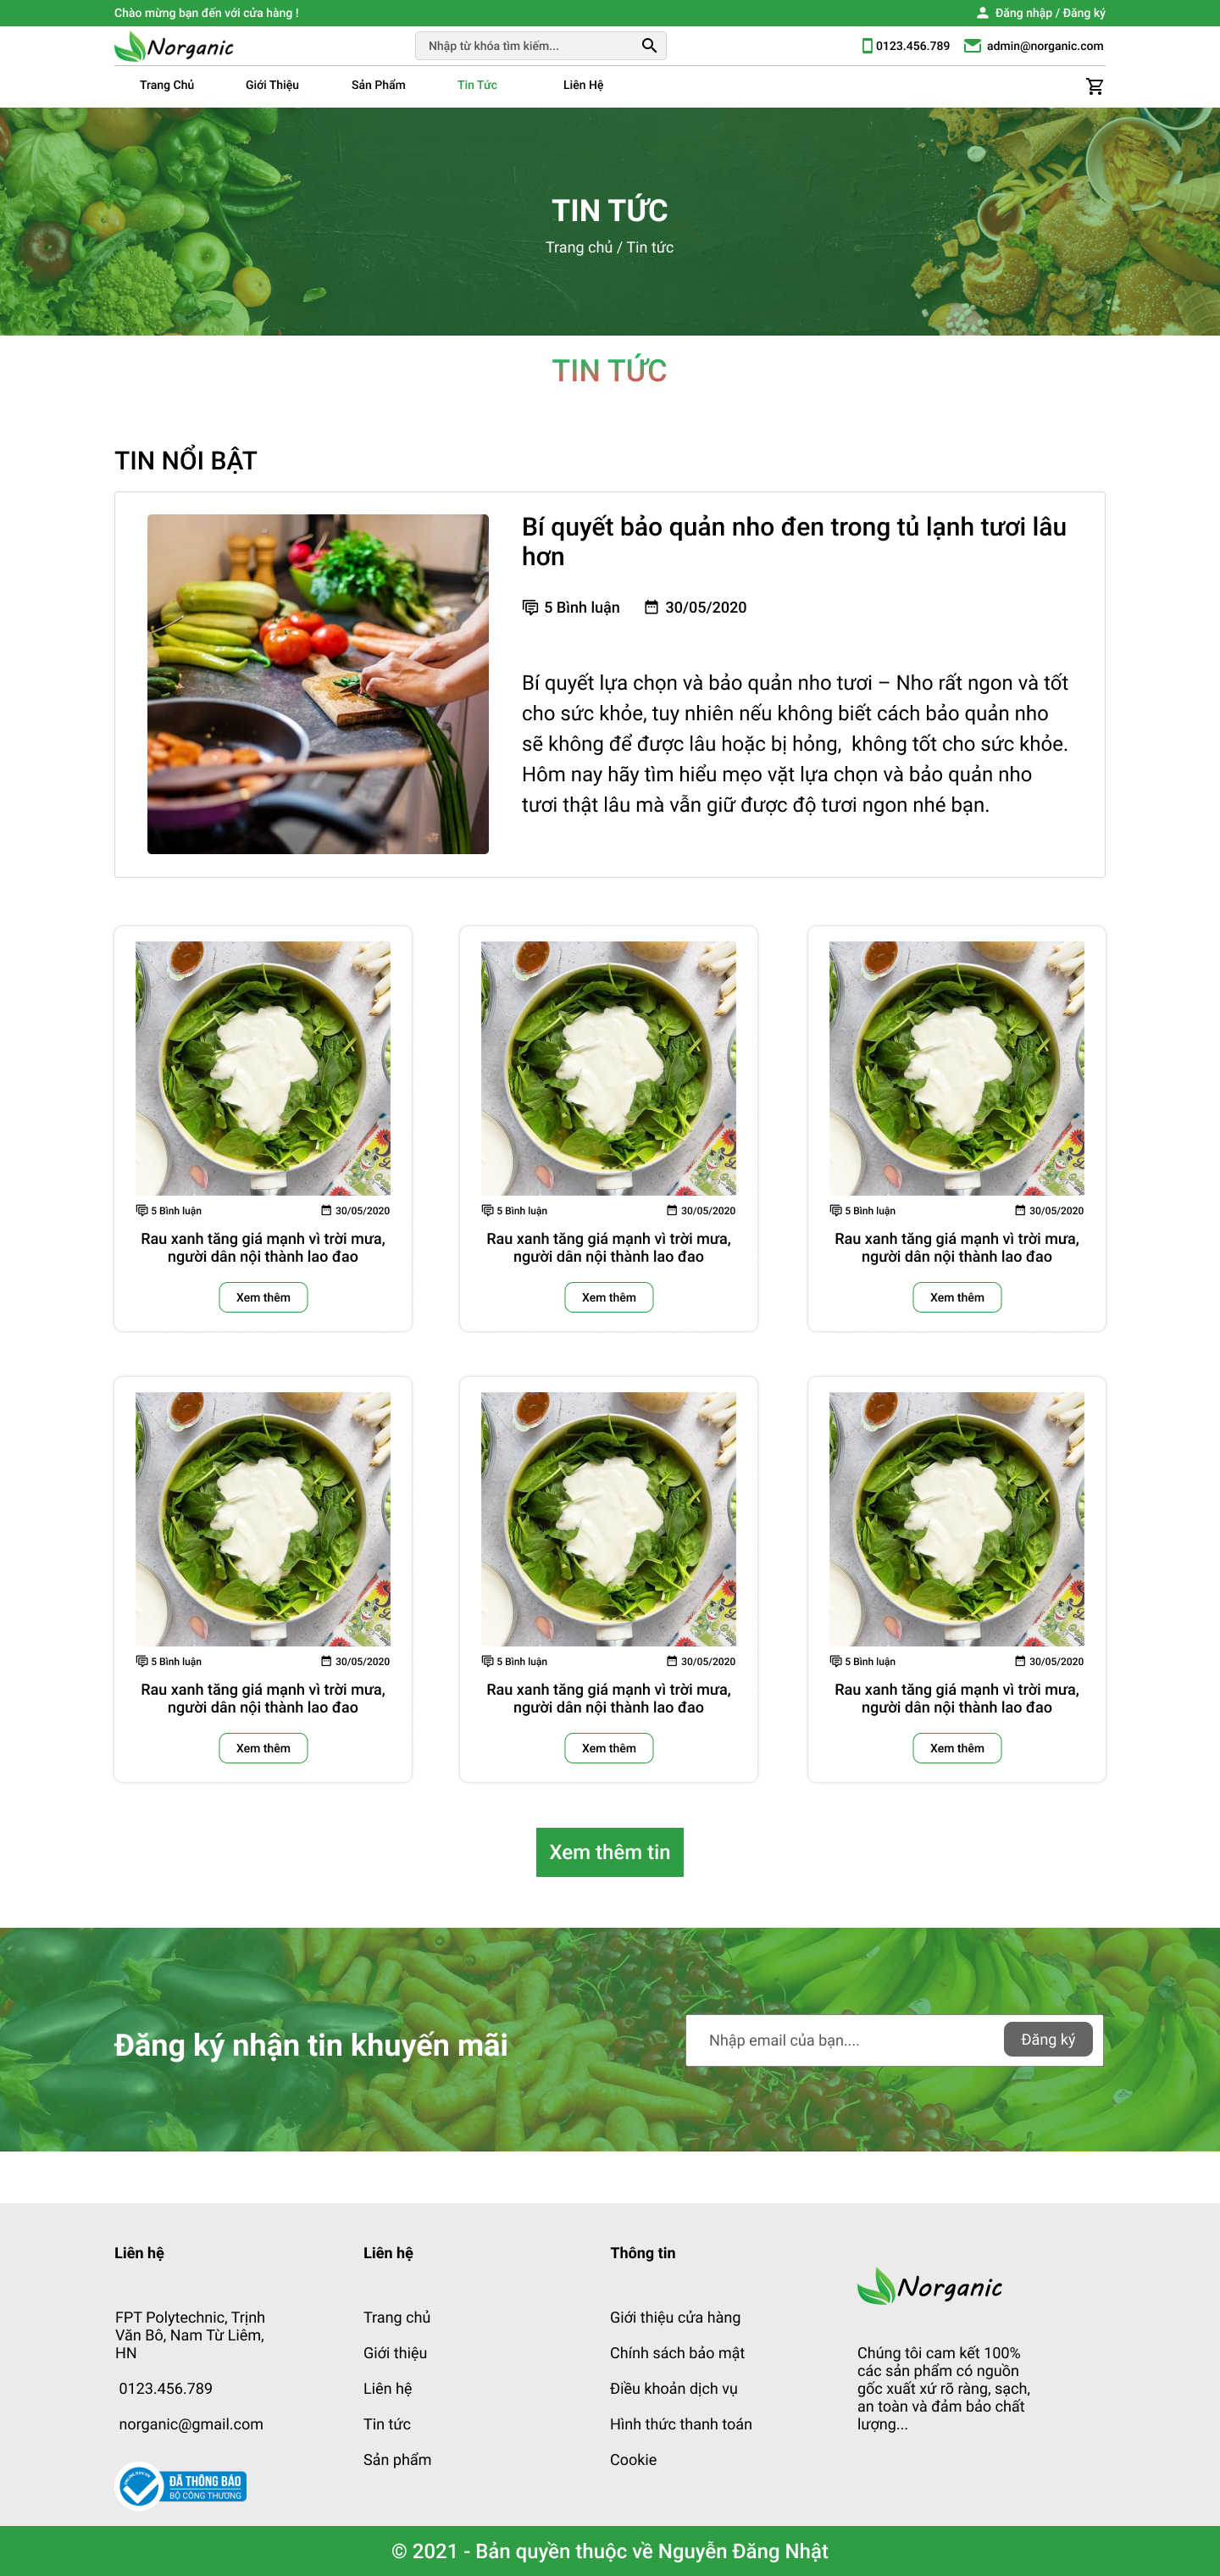 Chào mừng bạn đến với cửa hàng !
Đăng nhập / Đăng ký
Norganic
Nhập từ khóa tìm kiếm...
0123.456.789
admin@norganic.com
Trang Chủ
Giới Thiệu
Sản Phẩm
Tin Tức
Liên Hệ
TIN TỨC
Trang chủ / Tin tức
TIN TỨC
TIN NỔI BẬT
Bí quyết bảo quản nho đen trong tủ lạnh tươi lâu
hơn
5 Bình luận
30/05/2020
Bí quyết lựa chọn và bảo quản nho tươi – Nho rất ngon và tốt
cho sức khỏe, tuy nhiên nếu không biết cách bảo quản nho
sẽ không để được lâu hoặc bị hỏng,  không tốt cho sức khỏe.
Hôm nay hãy tìm hiểu mẹo vặt lựa chọn và bảo quản nho
tươi thật lâu mà vẫn giữ được độ tươi ngon nhé bạn.
5 Bình luận
30/05/2020
Rau xanh tăng giá mạnh vì trời mưa,
người dân nội thành lao đao
Xem thêm
5 Bình luận
30/05/2020
Rau xanh tăng giá mạnh vì trời mưa,
người dân nội thành lao đao
Xem thêm
5 Bình luận
30/05/2020
Rau xanh tăng giá mạnh vì trời mưa,
người dân nội thành lao đao
Xem thêm
5 Bình luận
30/05/2020
Rau xanh tăng giá mạnh vì trời mưa,
người dân nội thành lao đao
Xem thêm
5 Bình luận
30/05/2020
Rau xanh tăng giá mạnh vì trời mưa,
người dân nội thành lao đao
Xem thêm
5 Bình luận
30/05/2020
Rau xanh tăng giá mạnh vì trời mưa,
người dân nội thành lao đao
Xem thêm
Xem thêm tin
Đăng ký nhận tin khuyến mãi
Nhập email của bạn....
Đăng ký
Liên hệ
FPT Polytechnic, Trịnh
Văn Bô, Nam Từ Liêm,
HN
0123.456.789
norganic@gmail.com
ĐÃ THÔNG BÁO
BỘ CÔNG THƯƠNG
Liên hệ
Trang chủ
Giới thiệu
Liên hệ
Tin tức
Sản phẩm
Thông tin
Giới thiệu cửa hàng
Chính sách bảo mật
Điều khoản dịch vụ
Hình thức thanh toán
Cookie
Norganic
Chúng tôi cam kết 100%
các sản phẩm có nguồn
gốc xuất xứ rõ ràng, sạch,
an toàn và đảm bảo chất
lượng...
© 2021 - Bản quyền thuộc về Nguyễn Đăng Nhật